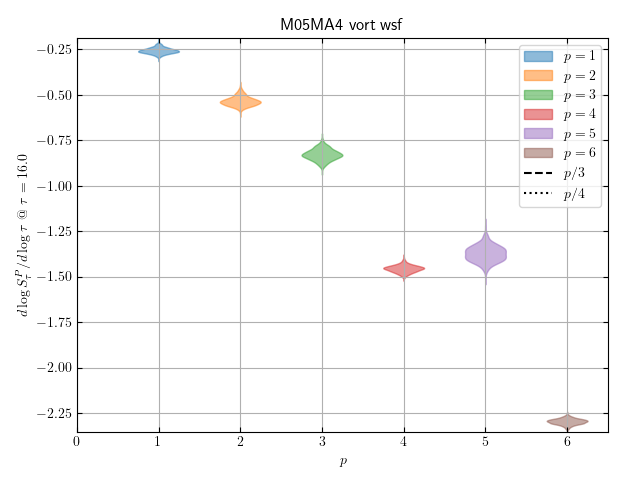 M05MA4 vort wsf
d log S_τ^P / d log τ @ τ = 16.0
−0.25
−0.50
−0.75
−1.00
−1.25
−1.50
−1.75
−2.00
−2.25
p = 1
p = 2
p = 3
p = 4
p = 5
p = 6
p/3
p/4
0 1 2 3 4 5 6
p